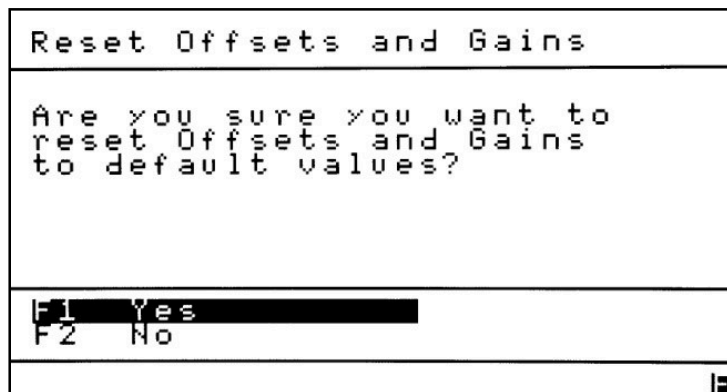 Reset Offsets and Gains
Are you sure you want to
reset Offsets and Gains
to default values?
F1 Yes
F2 No